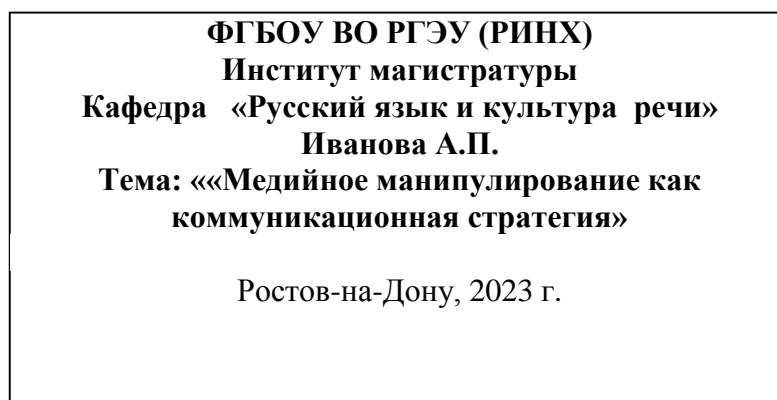 ФГБОУ ВО РГЭУ (РИНХ)
Институт магистратуры
Кафедра «Русский язык и культура речи»
Иванова А.П.
Тема: ««Медийное манипулирование как
коммуникационная стратегия»
Ростов-на-Дону, 2023 г.